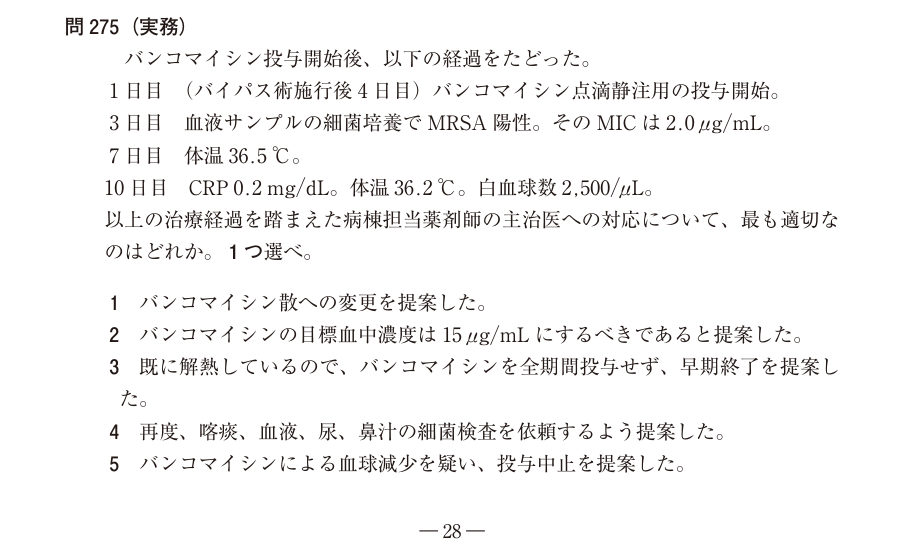 問 275（実務）
バンコマイシン投与開始後、以下の経過をたどった。
1 日目　（バイパス術施行後 4 日目）バンコマイシン点滴静注用の投与開始。
3 日目　血液サンプルの細菌培養で MRSA 陽性。その MIC は 2.0 μg/mL。
7 日目　体温 36.5 ℃。
10 日目　CRP 0.2 mg/dL。体温 36.2 ℃。白血球数 2,500/μL。
以上の治療経過を踏まえた病棟担当薬剤師の主治医への対応について、最も適切な
のはどれか。1 つ選べ。
1　バンコマイシン散への変更を提案した。
2　バンコマイシンの目標血中濃度は 15 μg/mL にするべきであると提案した。
3　既に解熱しているので、バンコマイシンを全期間投与せず、早期終了を提案し
た。
4　再度、喀痰、血液、尿、鼻汁の細菌検査を依頼するよう提案した。
5　バンコマイシンによる血球減少を疑い、投与中止を提案した。
― 28 ―